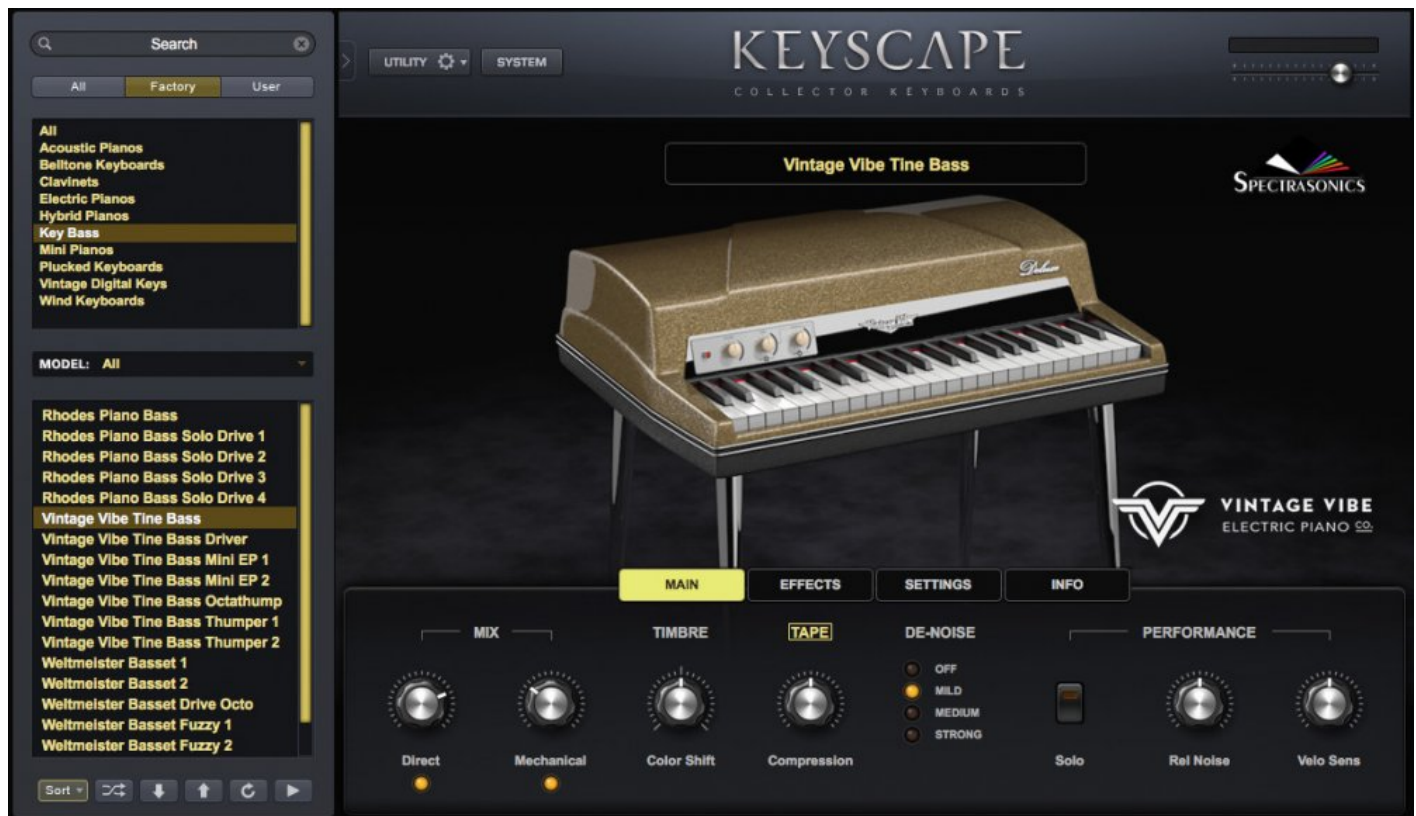 Search
All Factory User
All
Acoustic Pianos
Belltone Keyboards
Clavinets
Electric Pianos
Hybrid Pianos
Key Bass
Mini Pianos
Plucked Keyboards
Vintage Digital Keys
Wind Keyboards
MODEL: All
Rhodes Piano Bass
Rhodes Piano Bass Solo Drive 1
Rhodes Piano Bass Solo Drive 2
Rhodes Piano Bass Solo Drive 3
Rhodes Piano Bass Solo Drive 4
Vintage Vibe Tine Bass
Vintage Vibe Tine Bass Driver
Vintage Vibe Tine Bass Mini EP 1
Vintage Vibe Tine Bass Mini EP 2
Vintage Vibe Tine Bass Octathump
Vintage Vibe Tine Bass Thumper 1
Vintage Vibe Tine Bass Thumper 2
Weltmeister Basset 1
Weltmeister Basset 2
Weltmeister Basset Drive Octo
Weltmeister Basset Fuzzy 1
Weltmeister Basset Fuzzy 2
Sort
UTILITY SYSTEM
KEYSCAPE
COLLECTOR KEYBOARDS
Vintage Vibe Tine Bass
SPECTRASONICS
Deluxe
VINTAGE VIBE
ELECTRIC PIANO CO.
MAIN EFFECTS SETTINGS INFO
MIX TIMBRE TAPE DE-NOISE PERFORMANCE
OFF
MILD
MEDIUM
STRONG
Direct Mechanical Color Shift Compression Solo Rel Noise Velo Sens